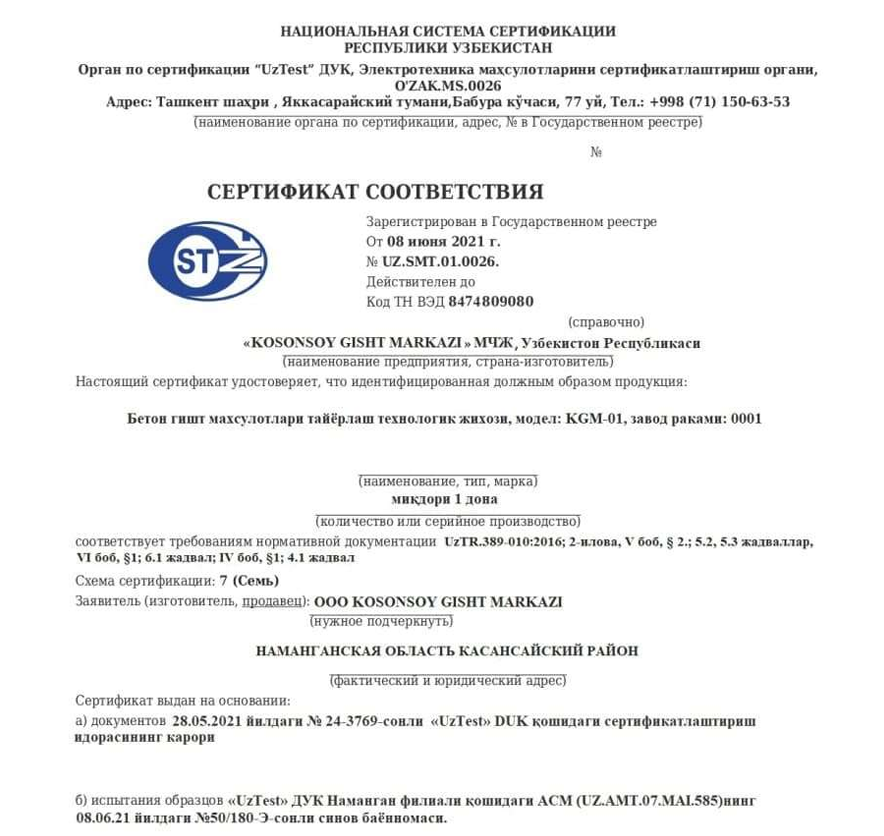 НАЦИОНАЛЬНАЯ СИСТЕМА СЕРТИФИКАЦИИ
РЕСПУБЛИКИ УЗБЕКИСТАН
Орган по сертификации “UzTest” ДУК, Электротехника маҳсулотларини сертификатлаштириш органи,
O'ZAK.MS.0026
Адрес: Ташкент шаҳри , Яккасарайский тумани,Бабура кўчаси, 77 уй, Тел.: +998 (71) 150-63-53
(наименование органа по сертификации, адрес, № в Государственном реестре)
№
СЕРТИФИКАТ СООТВЕТСТВИЯ
ST
Зарегистрирован в Государственном реестре
От 08 июня 2021 г.
№ UZ.SMT.01.0026.
Действителен до
Код ТН ВЭД 8474809080
(справочно)
«KOSONSOY GISHT MARKAZI» МЧЖ, Узбекистон Республикаси
(наименование предприятия, страна-изготовитель)
Настоящий сертификат удостоверяет, что идентифицированная должным образом продукция:
Бетон гишт махсулотлари тайёрлаш технологик жихози, модел: KGM-01, завод раками: 0001
(наименование, тип, марка)
миқдори 1 дона
(количество или серийное производство)
соответствует требованиям нормативной документации UzTR.389-010:2016; 2-илова, V боб, § 2.; 5.2, 5.3 жадваллар,
VI боб, §1; 6.1 жадвал; IV боб, §1; 4.1 жадвал
Схема сертификации: 7 (Семь)
Заявитель (изготовитель, продавец): ООО KOSONSOY GISHT MARKAZI
(нужное подчеркнуть)
НАМАНГАНСКАЯ ОБЛАСТЬ КАСАНСАЙСКИЙ РАЙОН
(фактический и юридический адрес)
Сертификат выдан на основании:
а) документов 28.05.2021 йилдаги № 24-3769-сонли «UzTest» DUK қошидаги сертификатлаштириш
идорасининг карори
б) испытания образцов «UzTest» ДУК Наманган филиали қошидаги АСМ (UZ.AMT.07.MAI.585)нинг
08.06.21 йилдаги №50/180-Э-сонли синов баённомаси.